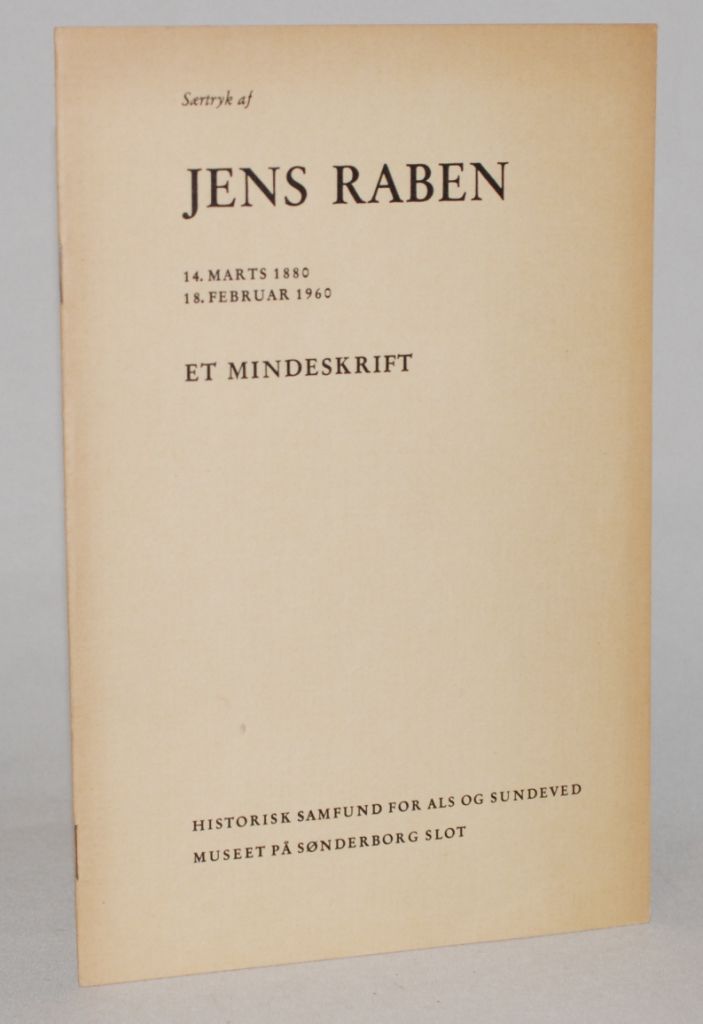 Særtryk af
JENS RABEN
14. MARTS 1880
18. FEBRUAR 1960
ET MINDESKRIFT
HISTORISK SAMFUND FOR ALS OG SUNDEVED
MUSEET PÅ SØNDERBORG SLOT